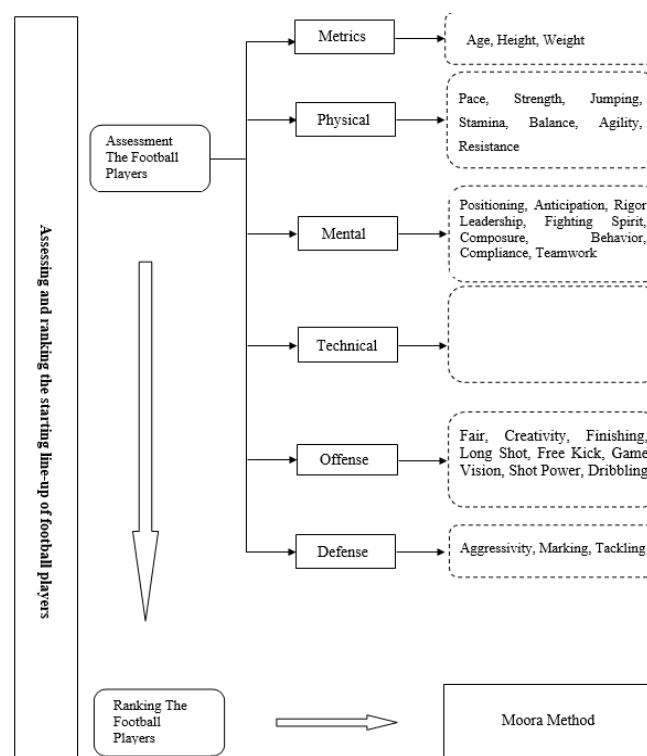 Assessing and ranking the starting line-up of football players
Assessment
The Football
Players
Metrics
Age, Height, Weight
Physical
Pace, Strength, Jumping,
Stamina, Balance, Agility,
Resistance
Mental
Positioning, Anticipation, Rigor
Leadership, Fighting Spirit,
Composure, Behavior,
Compliance, Teamwork
Technical
Offense
Fair, Creativity, Finishing,
Long Shot, Free Kick, Game
Vision, Shot Power, Dribbling
Defense
Aggressivity, Marking, Tackling
Ranking The
Football
Players
Moora Method